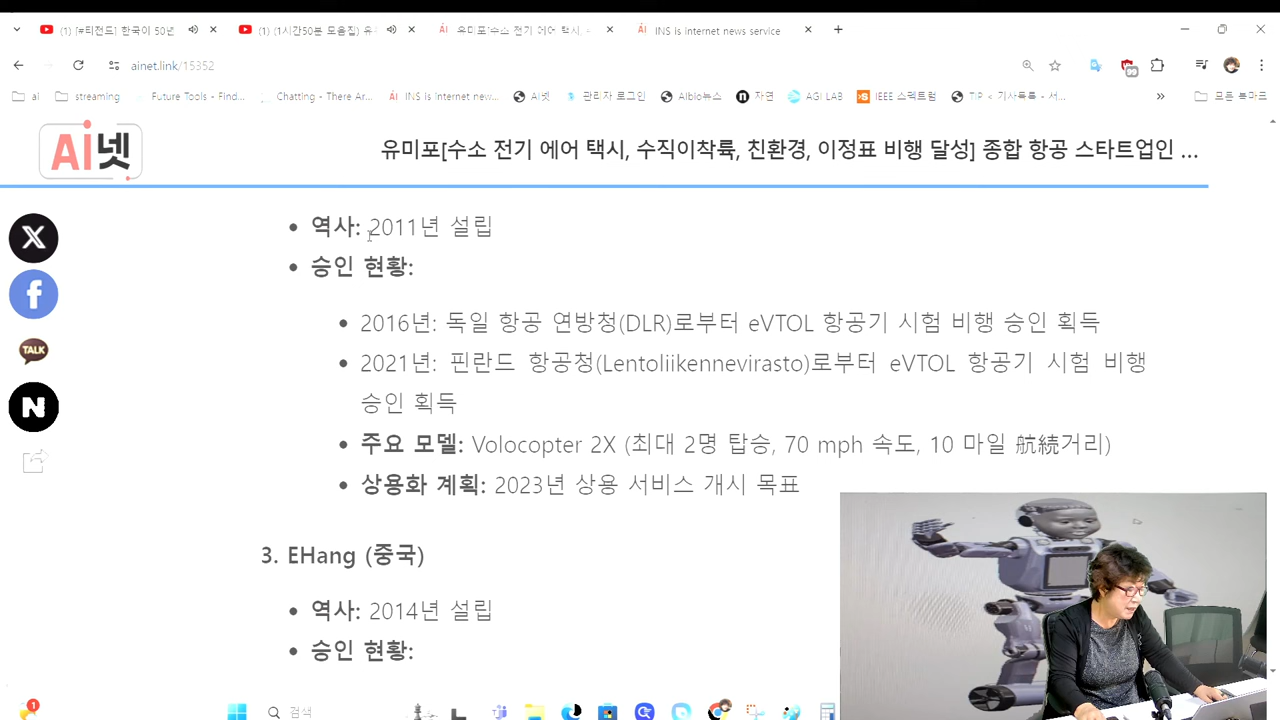 (1) [#티전드] 한국이 50년
(1) (1시간50분 모음집) 유
유미포[수소 전기 에어 택시,
INS is Internet news service
ainet.link/15352
ai
streaming
Future Tools - Find...
Chatting - There Ar...
INS is Internet new...
AI넷
관리자 로그인
AIbio뉴스
자연
AGI LAB
IEEE 스펙트럼
TIP < 기사목록 - 서...
모든 북마크
Ai넷
유미포[수소 전기 에어 택시, 수직이착륙, 친환경, 이정표 비행 달성] 종합 항공 스타트업인 ...
TALK
N
역사: 2011년 설립
승인 현황:
2016년: 독일 항공 연방청(DLR)로부터 eVTOL 항공기 시험 비행 승인 획득
2021년: 핀란드 항공청(Lentoliikennevirasto)로부터 eVTOL 항공기 시험 비행
승인 획득
주요 모델: Volocopter 2X (최대 2명 탑승, 70 mph 속도, 10 마일 航続거리)
상용화 계획: 2023년 상용 서비스 개시 목표
3. EHang (중국)
역사: 2014년 설립
승인 현황:
1
검색